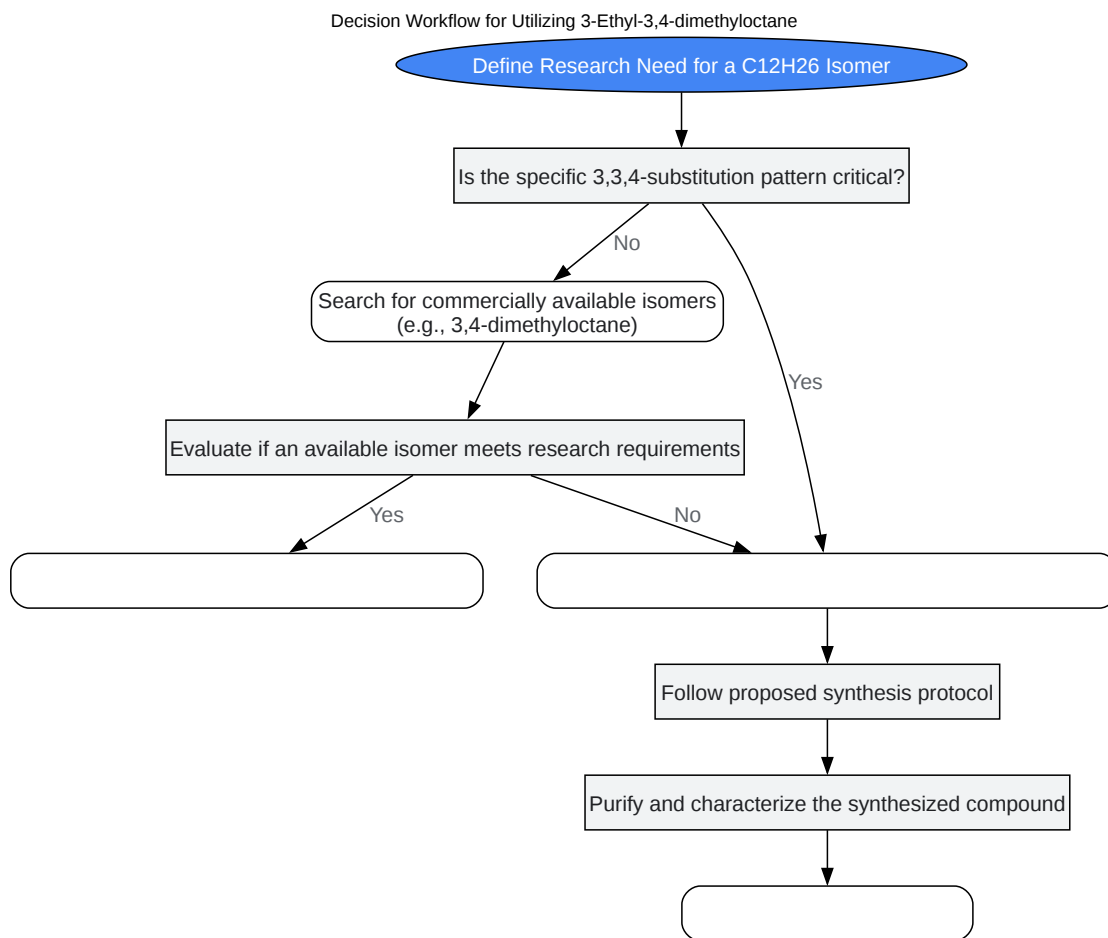 Decision Workflow for Utilizing 3-Ethyl-3,4-dimethyloctane
Define Research Need for a C12H26 Isomer
Is the specific 3,3,4-substitution pattern critical?
No
Search for commercially available isomers
(e.g., 3,4-dimethyloctane)
Yes
Evaluate if an available isomer meets research requirements
Yes
No
Follow proposed synthesis protocol
Purify and characterize the synthesized compound